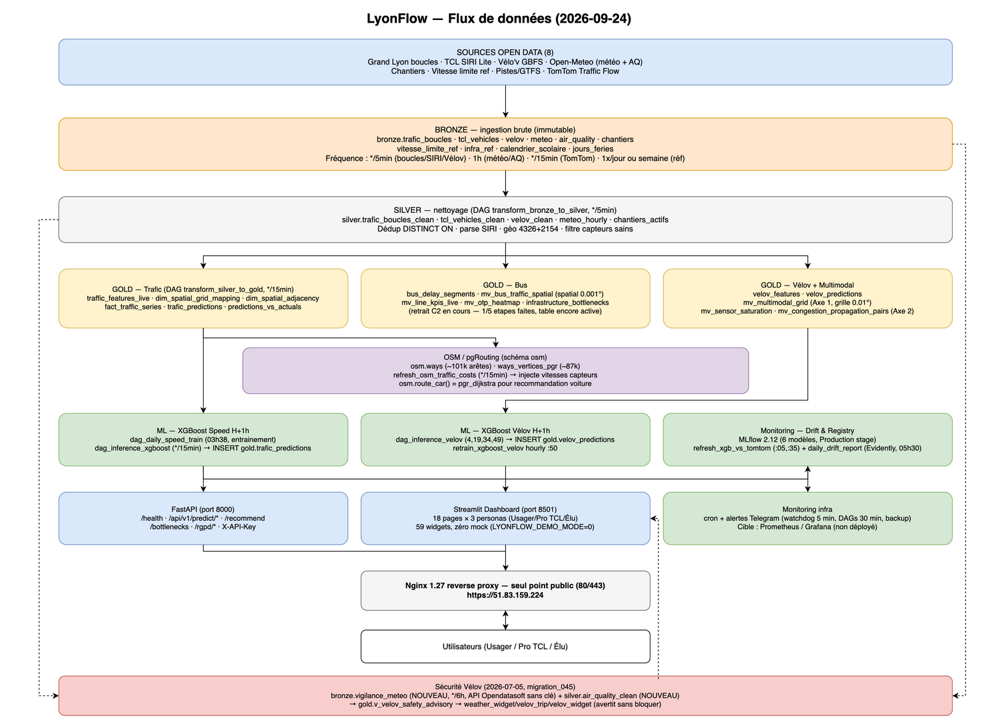 LyonFlow — Flux de données (2026-09-24)
SOURCES OPEN DATA (8)
Grand Lyon boucles · TCL SIRI Lite · Vélo'v GBFS · Open-Meteo (météo + AQ)
Chantiers · Vitesse limite ref · Pistes/GTFS · TomTom Traffic Flow
BRONZE — ingestion brute (immutable)
bronze.trafic_boucles · tcl_vehicles · velov · meteo · air_quality · chantiers
vitesse_limite_ref · infra_ref · calendrier_scolaire · jours_feries
Fréquence : */5min (boucles/SIRI/Vélov) · 1h (météo/AQ) · */15min (TomTom) · 1x/jour ou semaine (réf)
SILVER — nettoyage (DAG transform_bronze_to_silver, */5min)
silver.trafic_boucles_clean · tcl_vehicles_clean · velov_clean · meteo_hourly · chantiers_actifs
Dédup DISTINCT ON · parse SIRI · géo 4326+2154 · filtre capteurs sains
GOLD — Trafic (DAG transform_silver_to_gold, */15min)
traffic_features_live · dim_spatial_grid_mapping · dim_spatial_adjacency
fact_traffic_series · trafic_predictions · predictions_vs_actuals
GOLD — Bus
bus_delay_segments · mv_bus_traffic_spatial (spatial 0.001°)
mv_line_kpis_live · mv_otp_heatmap · infrastructure_bottlenecks
(retrait C2 en cours — 1/5 etapes faites, table encore active)
GOLD — Vélov + Multimodal
velov_features · velov_predictions
mv_multimodal_grid (Axe 1, grille 0.01°)
mv_sensor_saturation · mv_congestion_propagation_pairs (Axe 2)
OSM / pgRouting (schéma osm)
osm.ways (~101k arêtes) · ways_vertices_pgr (~87k)
refresh_osm_traffic_costs (*/15min) → injecte vitesses capteurs
osm.route_car() = pgr_dijkstra pour recommandation voiture
ML — XGBoost Speed H+1h
dag_daily_speed_train (03h38, entrainement)
dag_inference_xgboost (*/15min) → INSERT gold.trafic_predictions
ML — XGBoost Vélov H+1h
dag_inference_velov (4,19,34,49) → INSERT gold.velov_predictions
retrain_xgboost_velov hourly :50
Monitoring — Drift & Registry
MLflow 2.12 (6 modèles, Production stage)
refresh_xgb_vs_tomtom (:05,:35) + daily_drift_report (Evidently, 05h30)
FastAPI (port 8000)
/health · /api/v1/predict/* · /recommend
/bottlenecks · /rgpd/* · X-API-Key
Streamlit Dashboard (port 8501)
18 pages × 3 personas (Usager/Pro TCL/Élu)
59 widgets, zéro mock (LYONFLOW_DEMO_MODE=0)
Monitoring infra
cron + alertes Telegram (watchdog 5 min, DAGs 30 min, backup)
Cible : Prometheus / Grafana (non déployé)
Nginx 1.27 reverse proxy — seul point public (80/443)
https://51.83.159.224
Utilisateurs (Usager / Pro TCL / Élu)
Sécurité Vélov (2026-07-05, migration_045)
bronze.vigilance_meteo (NOUVEAU, */6h, API Opendatasoft sans clé) + silver.air_quality_clean (NOUVEAU)
→ gold.v_velov_safety_advisory → weather_widget/velov_trip/velov_widget (avertit sans bloquer)